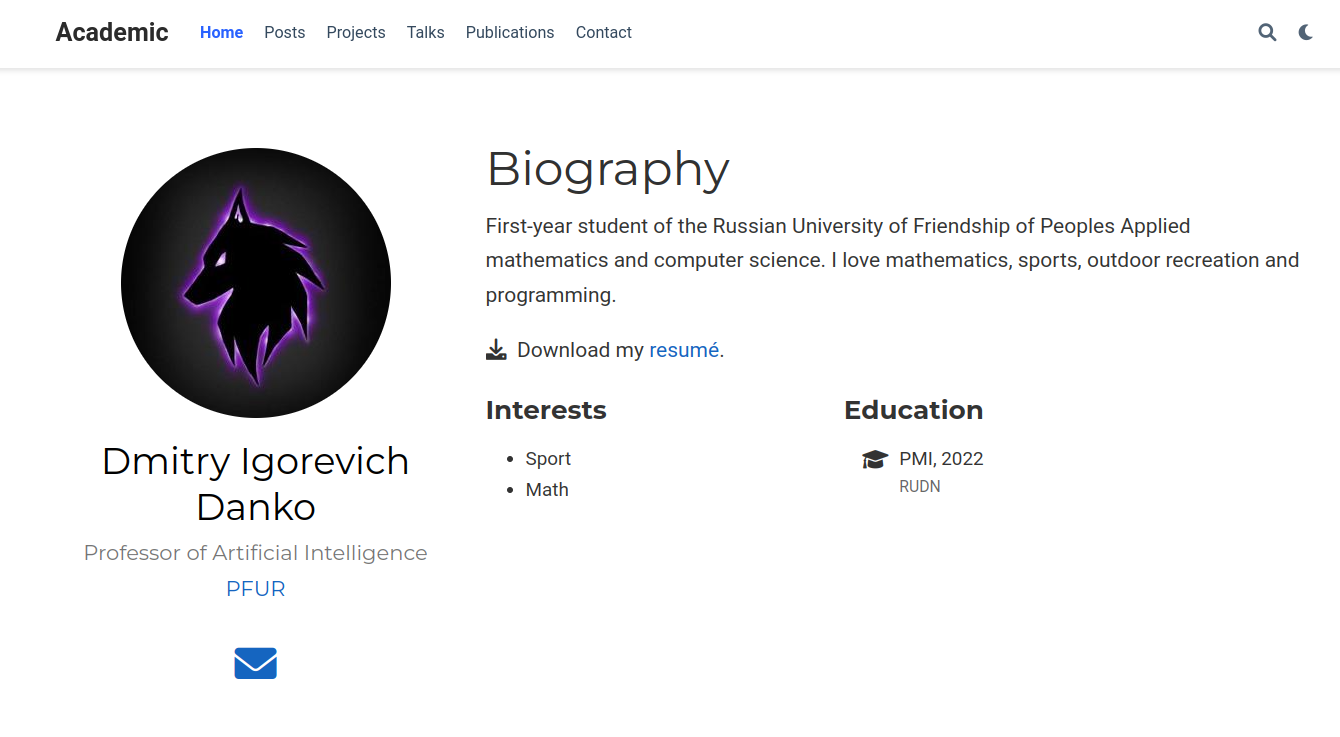 Academic Home Posts Projects Talks Publications Contact
Dmitry Igorevich
Danko
Professor of Artificial Intelligence
PFUR
Biography
First-year student of the Russian University of Friendship of Peoples Applied
mathematics and computer science. I love mathematics, sports, outdoor recreation and
programming.
Download my resumé.
Interests
Sport
Math
Education
PMI, 2022
RUDN